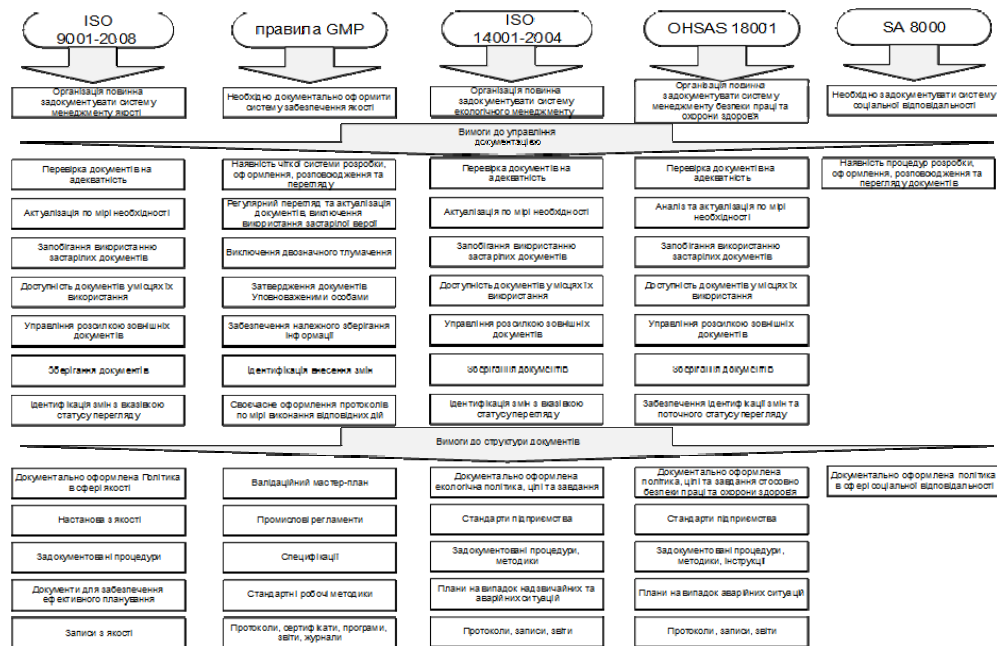 ISO
9001-2008
правила GMP
ISO
14001-2004
OHSAS 18001
SA 8000
Організація повинна
задокументувати систему
менеджменту якості
Необхідно документально оформити
систему забезпечення якості
Організація повинна
задокументувати систему
екологічного менеджменту
Організація повинна
задокументувати систему
менеджменту безпеки праці та
охорони здоров'я
Необхідно задокументувати систему
соціальної відповідальності
Вимоги до управління
документацією
Перевірка документів на
адекватність
Наявність чіткої системи розробки,
оформлення, розповсюдження та
перегляду
Перевірка документів на
адекватність
Перевірка документів на
адекватність
Наявність процедур розробки,
оформлення, розповсюдження та
перегляду документів
Актуалізація по мірі необхідності
Регулярний перегляд та актуалізація
документів, виключення
використання застарілої версії
Актуалізація по мірі необхідності
Аналіз та актуалізація по мірі
необхідності
Запобігання використанню
застарілих документів
Виключення двозначного тлумачення
Запобігання використанню
застарілих документів
Запобігання використанню
застарілих документів
Доступність документів у місцях їх
використання
Затвердження документів
Уповноваженими особами
Доступність документів у місцях їх
використання
Доступність документів у місцях їх
використання
Управління розсилкою зовнішніх
документів
Забезпечення належного зберігання
інформації
Управління розсилкою зовнішніх
документів
Управління розсилкою зовнішніх
документів
Зберігання документів
Ідентифікація внесення змін
Зберігання документів
Зберігання документів
Ідентифікація змін з вказівкою
статусу перегляду
Своєчасне оформлення протоколів
по мірі виконання відповідних дій
Ідентифікація змін з вказівкою
статусу перегляду
Забезпечення ідентифікації змін та
поточного статусу перегляду
Вимоги до структури документів
Документально оформлена Політика
в сфері якості
Валідаційний мастер-план
Документально оформлена
екологічна політика, цілі та завдання
Документально оформлена
політика, цілі та завдання стосовно
безпеки праці та охорони здоров'я
Документально оформлена політика
в сфері соціальної відповідальності
Настанова з якості
Промислові регламенти
Стандарти підприємства
Стандарти підприємства
Задокументовані процедури
Специфікації
Задокументовані процедури,
методики
Задокументовані процедури,
методики, інструкції
Документи для забезпечення
ефективного планування
Стандартні робочі методики
Плани на випадок надзвичайних та
аварійних ситуацій
Плани на випадок аварійних ситуацій
Записи з якості
Протоколи, сертифікати, програми,
звіти, журнали
Протоколи, записи, звіти
Протоколи, записи, звіти